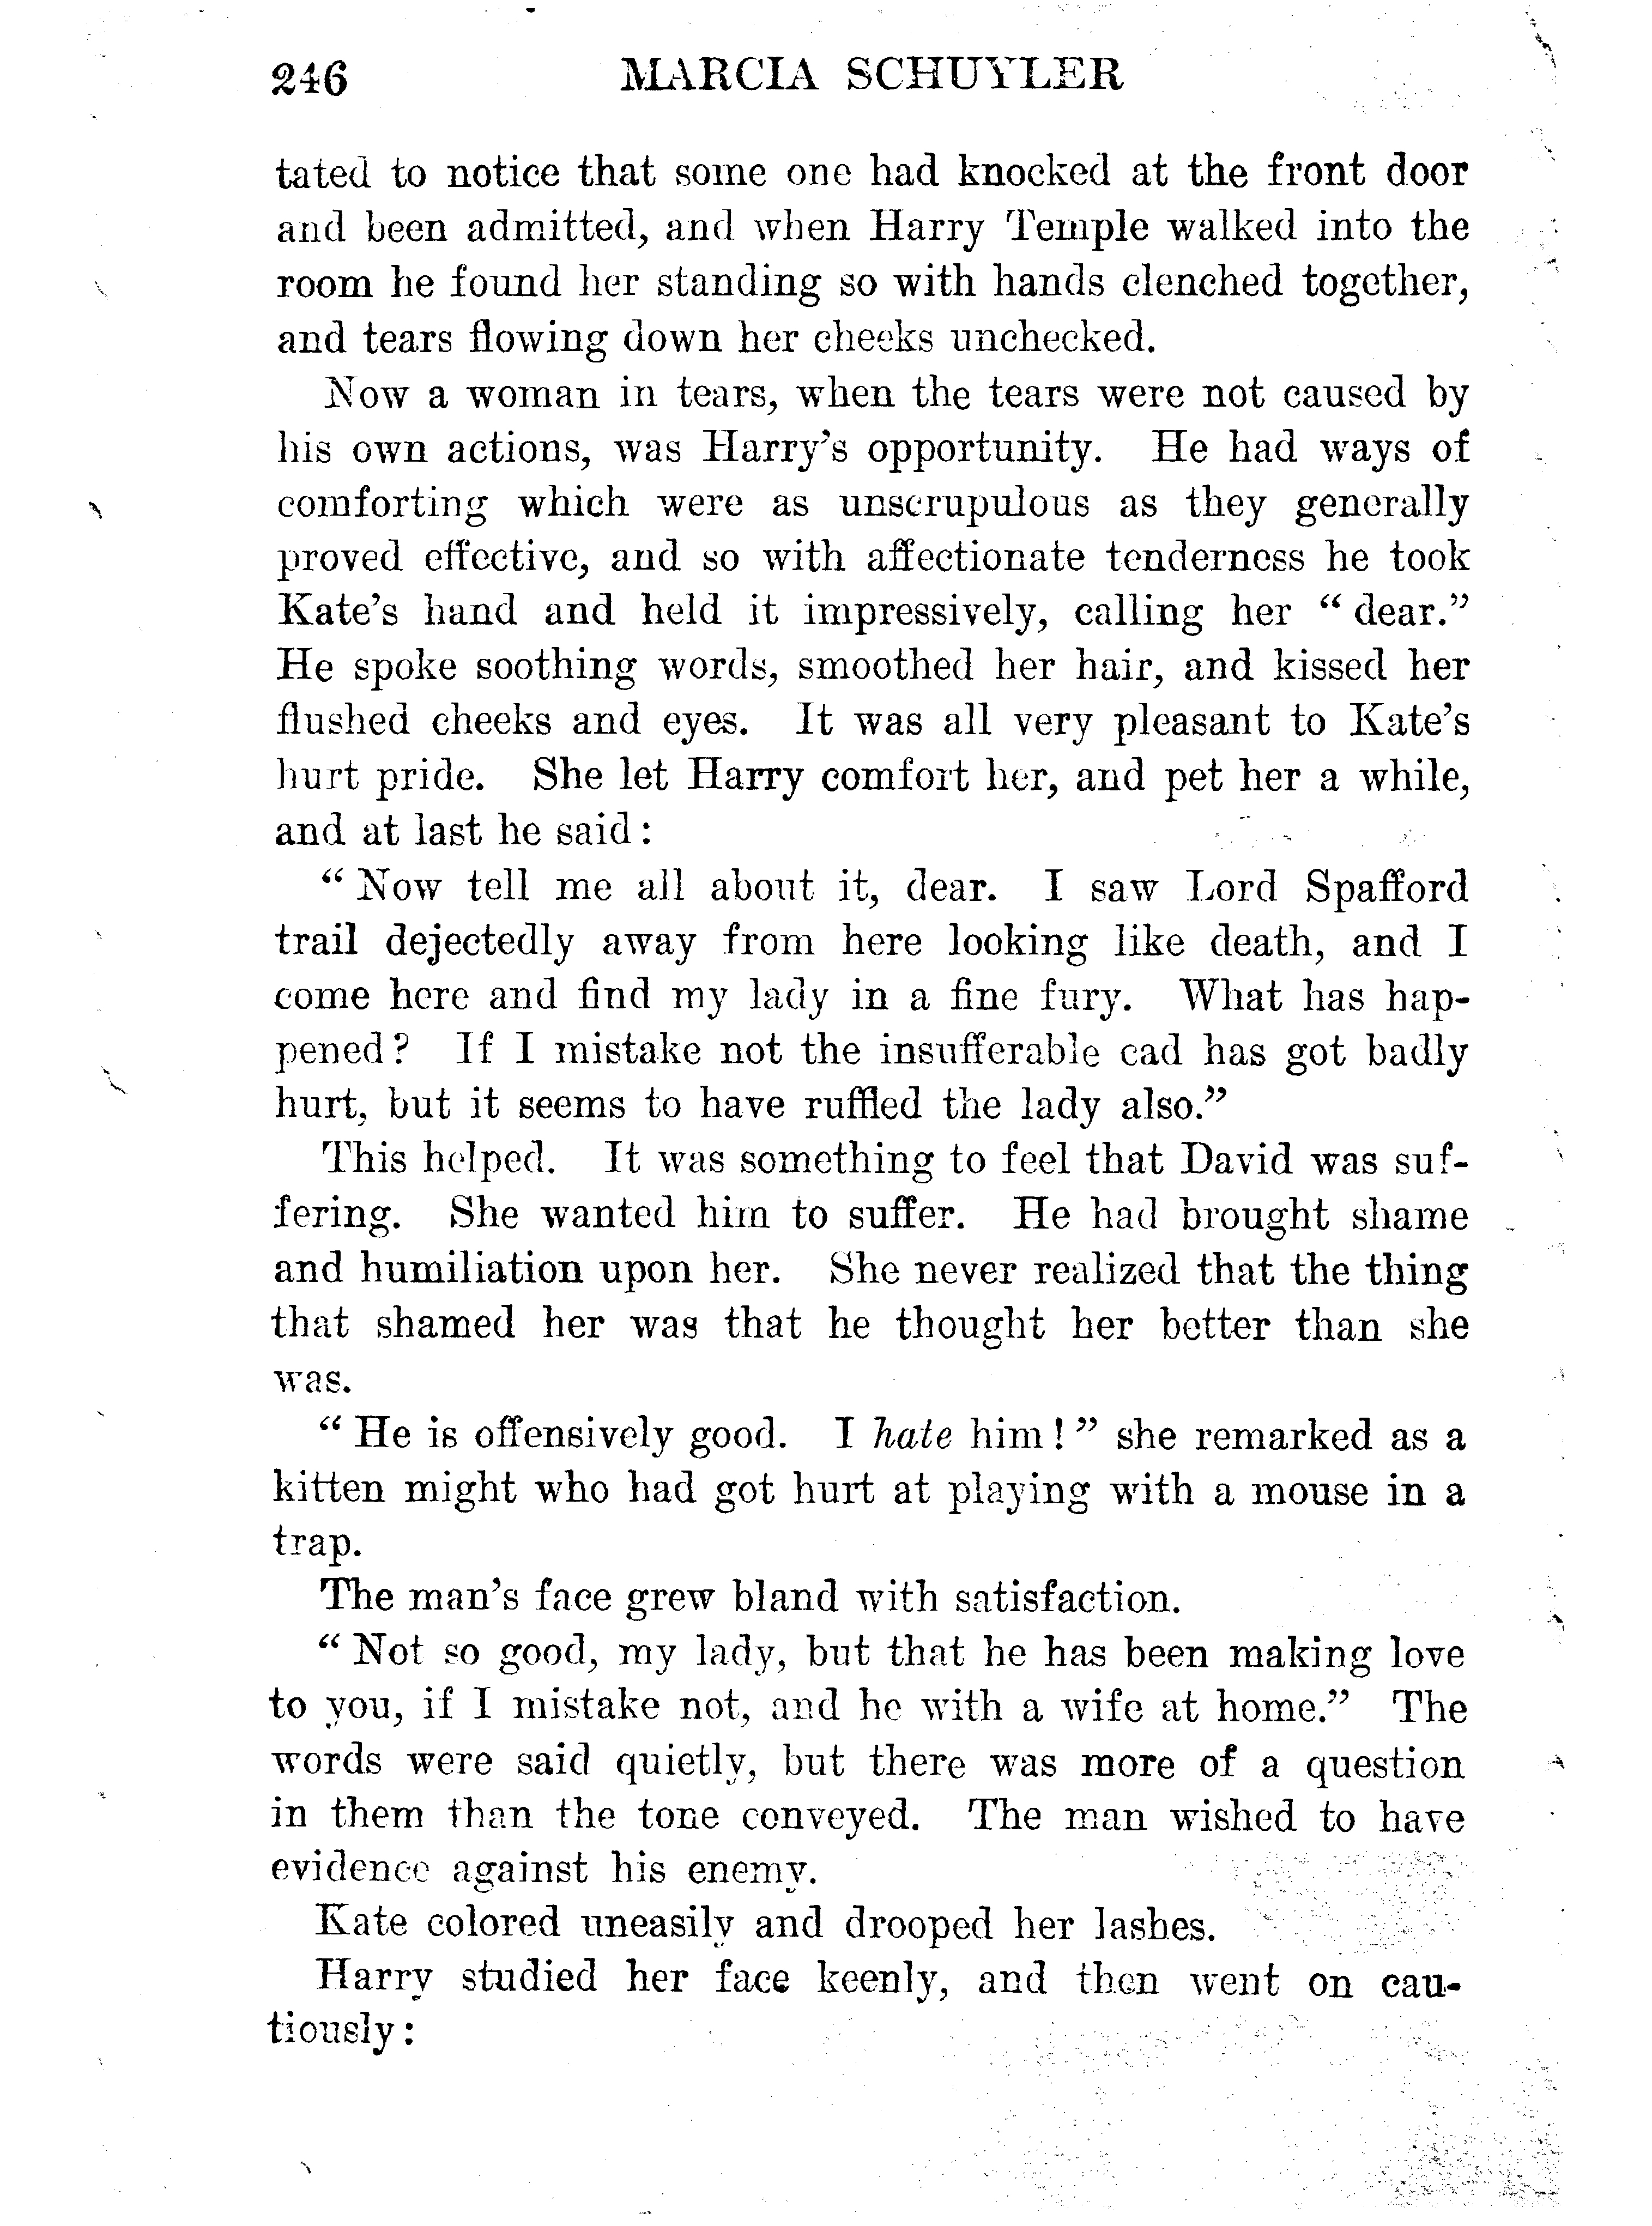 246 MARCIA SCHUYLER
tated to notice that some one had knocked at the front door
and been admitted, and when Harry Temple walked into the
room he found her standing so with hands clenched together,
and tears flowing down her cheeks unchecked.
Now a woman in tears, when the tears were not caused by
his own actions, was Harry's opportunity. He had ways of
comforting which were as unscrupulous as they generally
proved effective, and so with affectionate tenderness he took
Kate's hand and held it impressively, calling her “ dear.”
He spoke soothing words, smoothed her hair, and kissed her
flushed cheeks and eyes. It was all very pleasant to Kate's
hurt pride. She let Harry comfort her, and pet her a while,
and at last he said:
“ Now tell me all about it, dear. I saw Lord Spafford
trail dejectedly away from here looking like death, and I
come here and find my lady in a fine fury. What has hap-
pened? If I mistake not the insufferable cad has got badly
hurt, but it seems to have ruffled the lady also.”
This helped. It was something to feel that David was suf-
fering. She wanted him to suffer. He had brought shame
and humiliation upon her. She never realized that the thing
that shamed her was that he thought her better than she
was.
“ He is offensively good. I hate him! ” she remarked as a
kitten might who had got hurt at playing with a mouse in a
trap.
The man's face grew bland with satisfaction.
“ Not so good, my lady, but that he has been making love
to you, if I mistake not, and he with a wife at home.” The
words were said quietly, but there was more of a question
in them than the tone conveyed. The man wished to have
evidence against his enemy.
Kate colored uneasily and drooped her lashes.
Harry studied her face keenly, and then went on cau-
tiously: